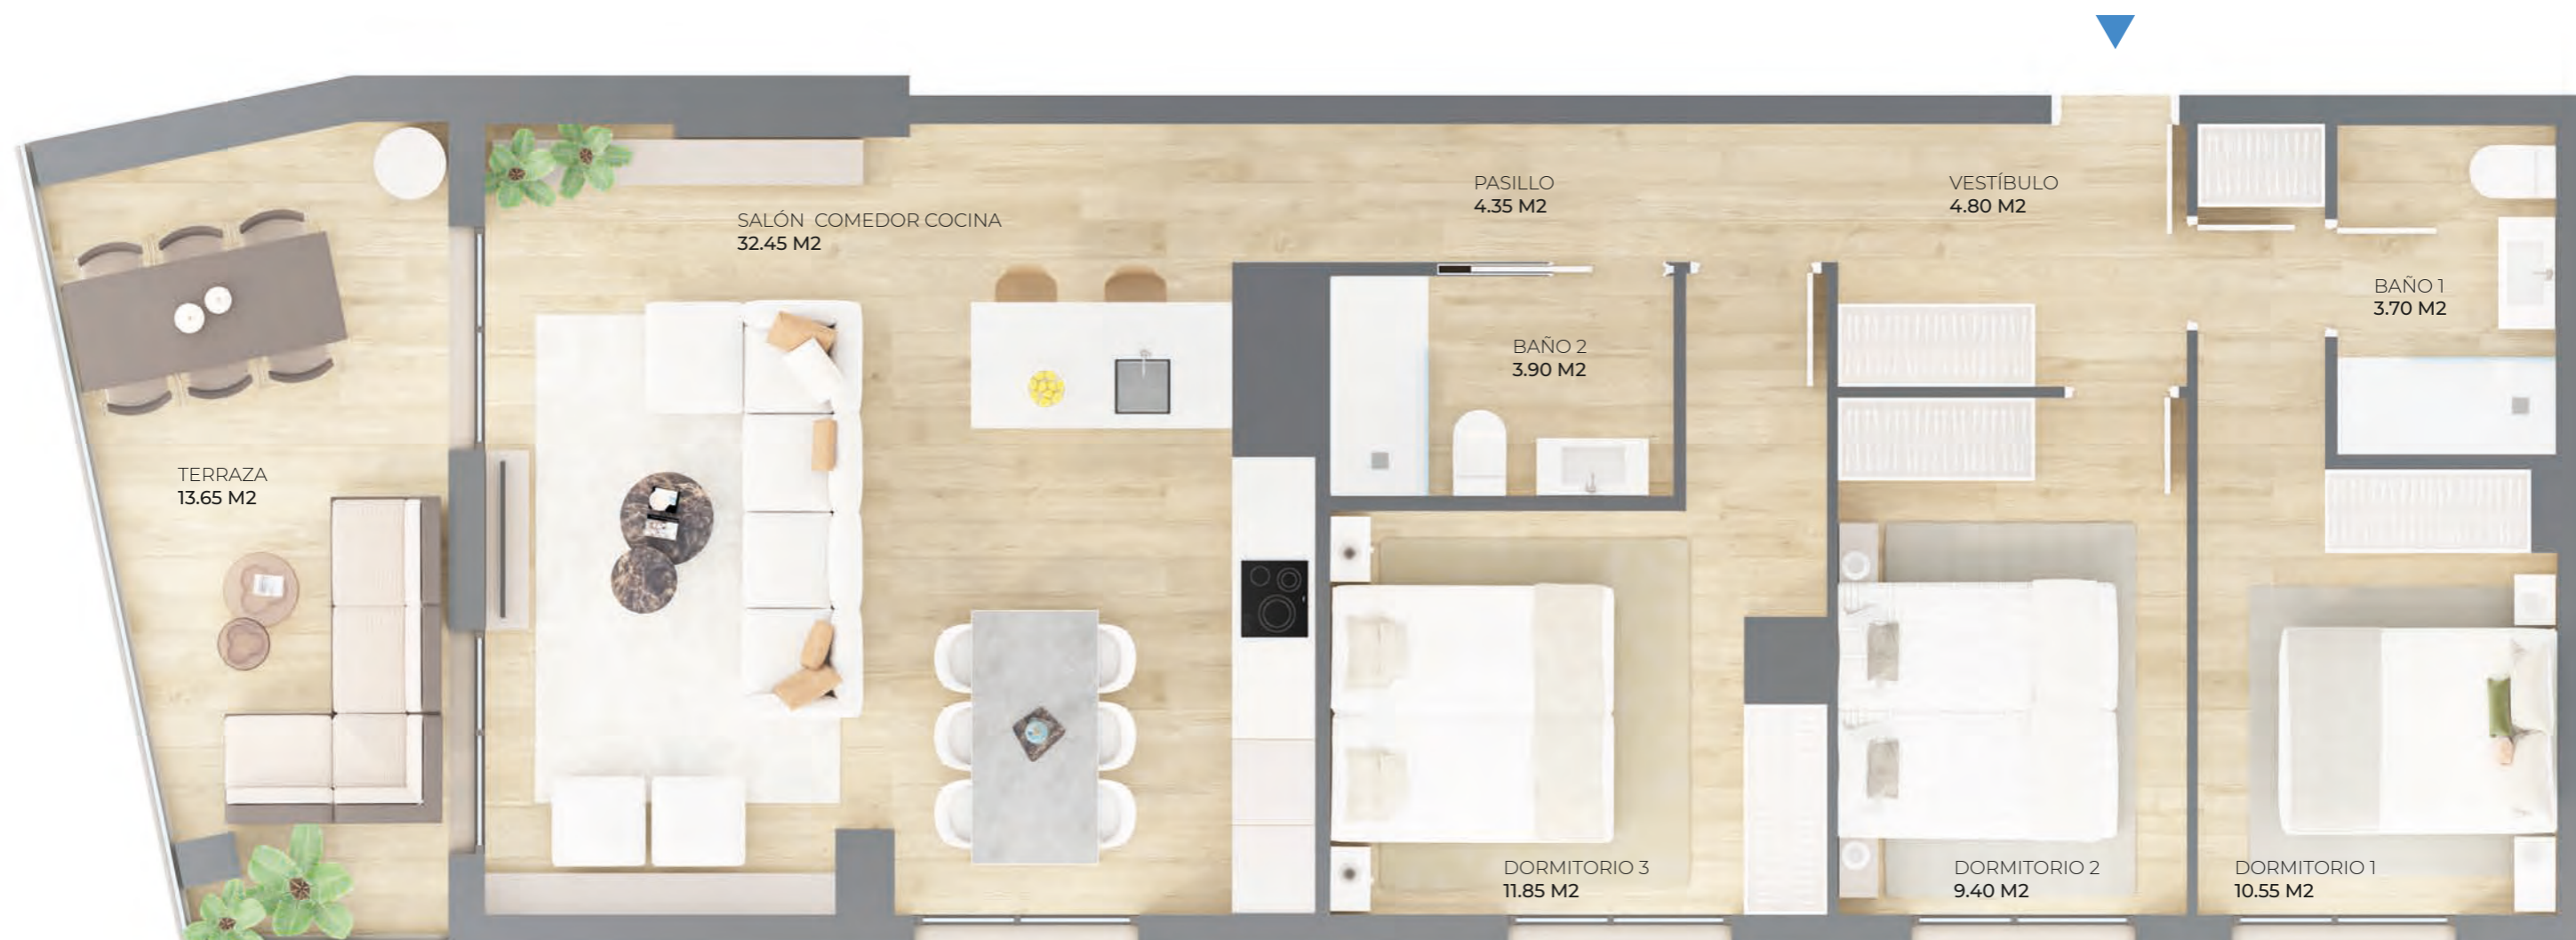 PASILLO
4.35 M2
VESTÍBULO
4.80 M2
SALÓN  COMEDOR COCINA
32.45 M2
BAÑO 1
3.70 M2
BAÑO 2
3.90 M2
TERRAZA
13.65 M2
DORMITORIO 3
11.85 M2
DORMITORIO 2
9.40 M2
DORMITORIO 1
10.55 M2